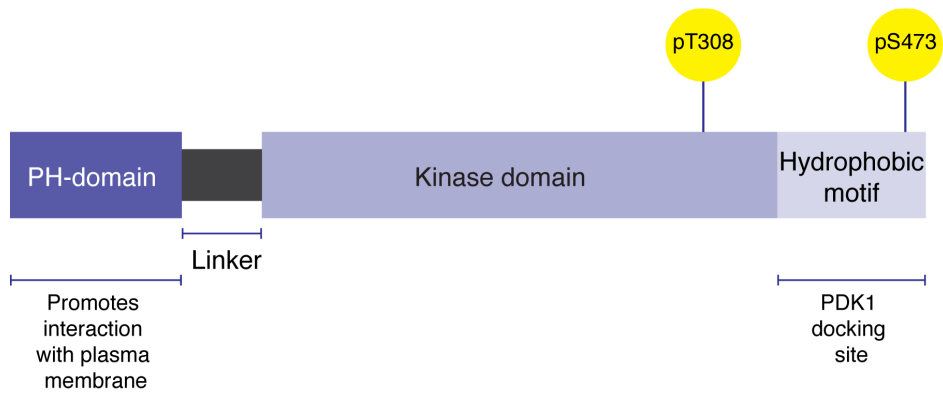 pT308
pS473
PH-domain
Kinase domain
Hydrophobic
motif
Linker
Promotes
interaction
with plasma
membrane
PDK1
docking
site